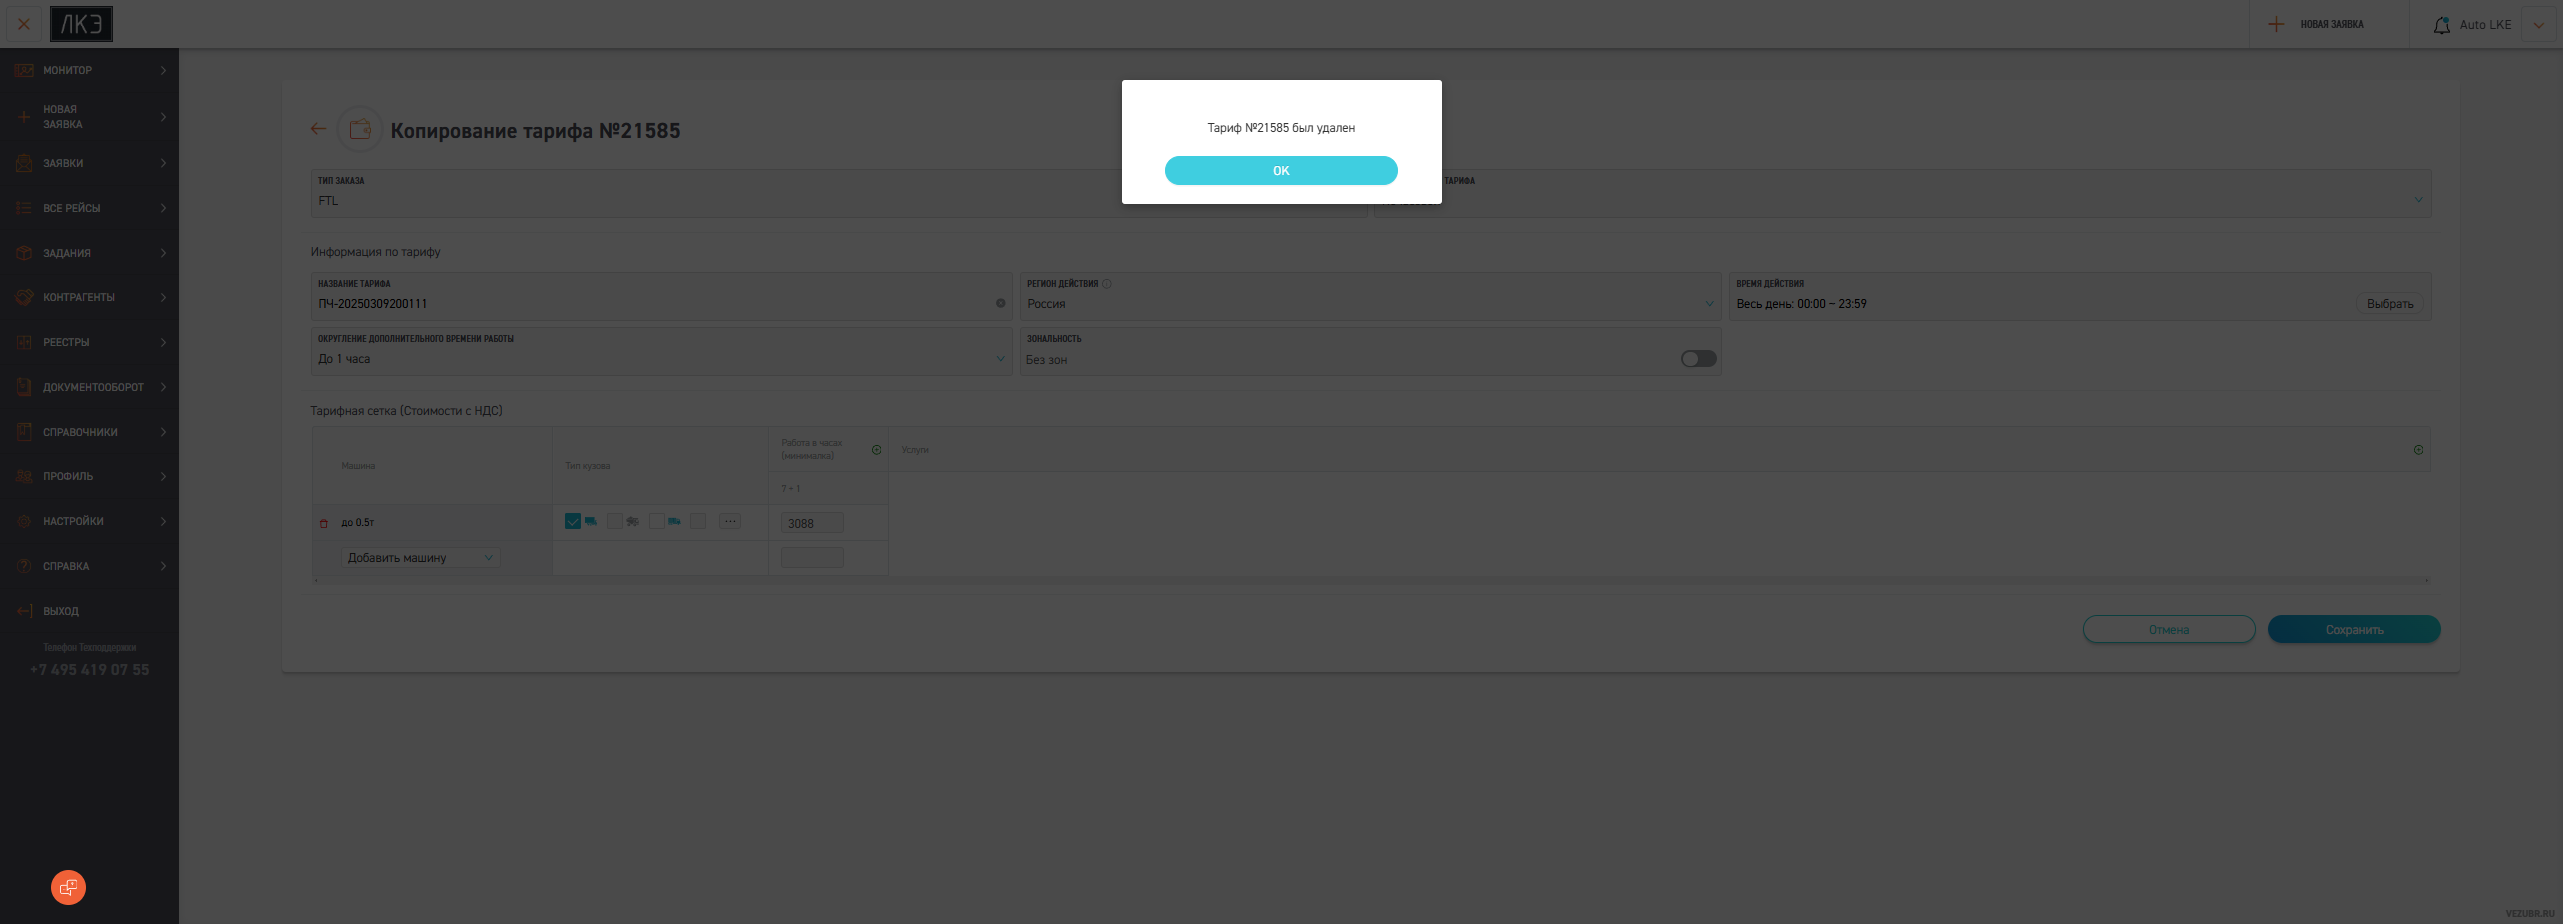 ЛКЭ
НОВАЯ ЗАЯВКА
Auto LKE
МОНИТОР
НОВАЯ
ЗАЯВКА
ЗАЯВКИ
ВСЕ РЕЙСЫ
ЗАДАНИЯ
КОНТРАГЕНТЫ
РЕЕСТРЫ
ДОКУМЕНТООБОРОТ
СПРАВОЧНИКИ
ПРОФИЛЬ
НАСТРОЙКИ
СПРАВКА
ВЫХОД
Телефон Техподдержки
+7 495 419 07 55
Тариф №21585 был удален
OK
Копирование тарифа №21585
ТИП ЗАКАЗА
FTL
ТАРИФА
Информация по тарифу
НАЗВАНИЕ ТАРИФА
ПЧ-20250309200111
РЕГИОН ДЕЙСТВИЯ
Россия
ВРЕМЯ ДЕЙСТВИЯ
Весь день: 00:00 – 23:59
Выбрать
ОКРУГЛЕНИЕ ДОПОЛНИТЕЛЬНОГО ВРЕМЕНИ РАБОТЫ
До 1 часа
ЗОНАЛЬНОСТЬ
Без зон
Тарифная сетка (Стоимости с НДС)
Машина
Тип кузова
Работа в часах
(минималка)
Услуги
7 + 1
до 0.5т
...
3088
Добавить машину
Отмена
Сохранить
VEZUBR.RU